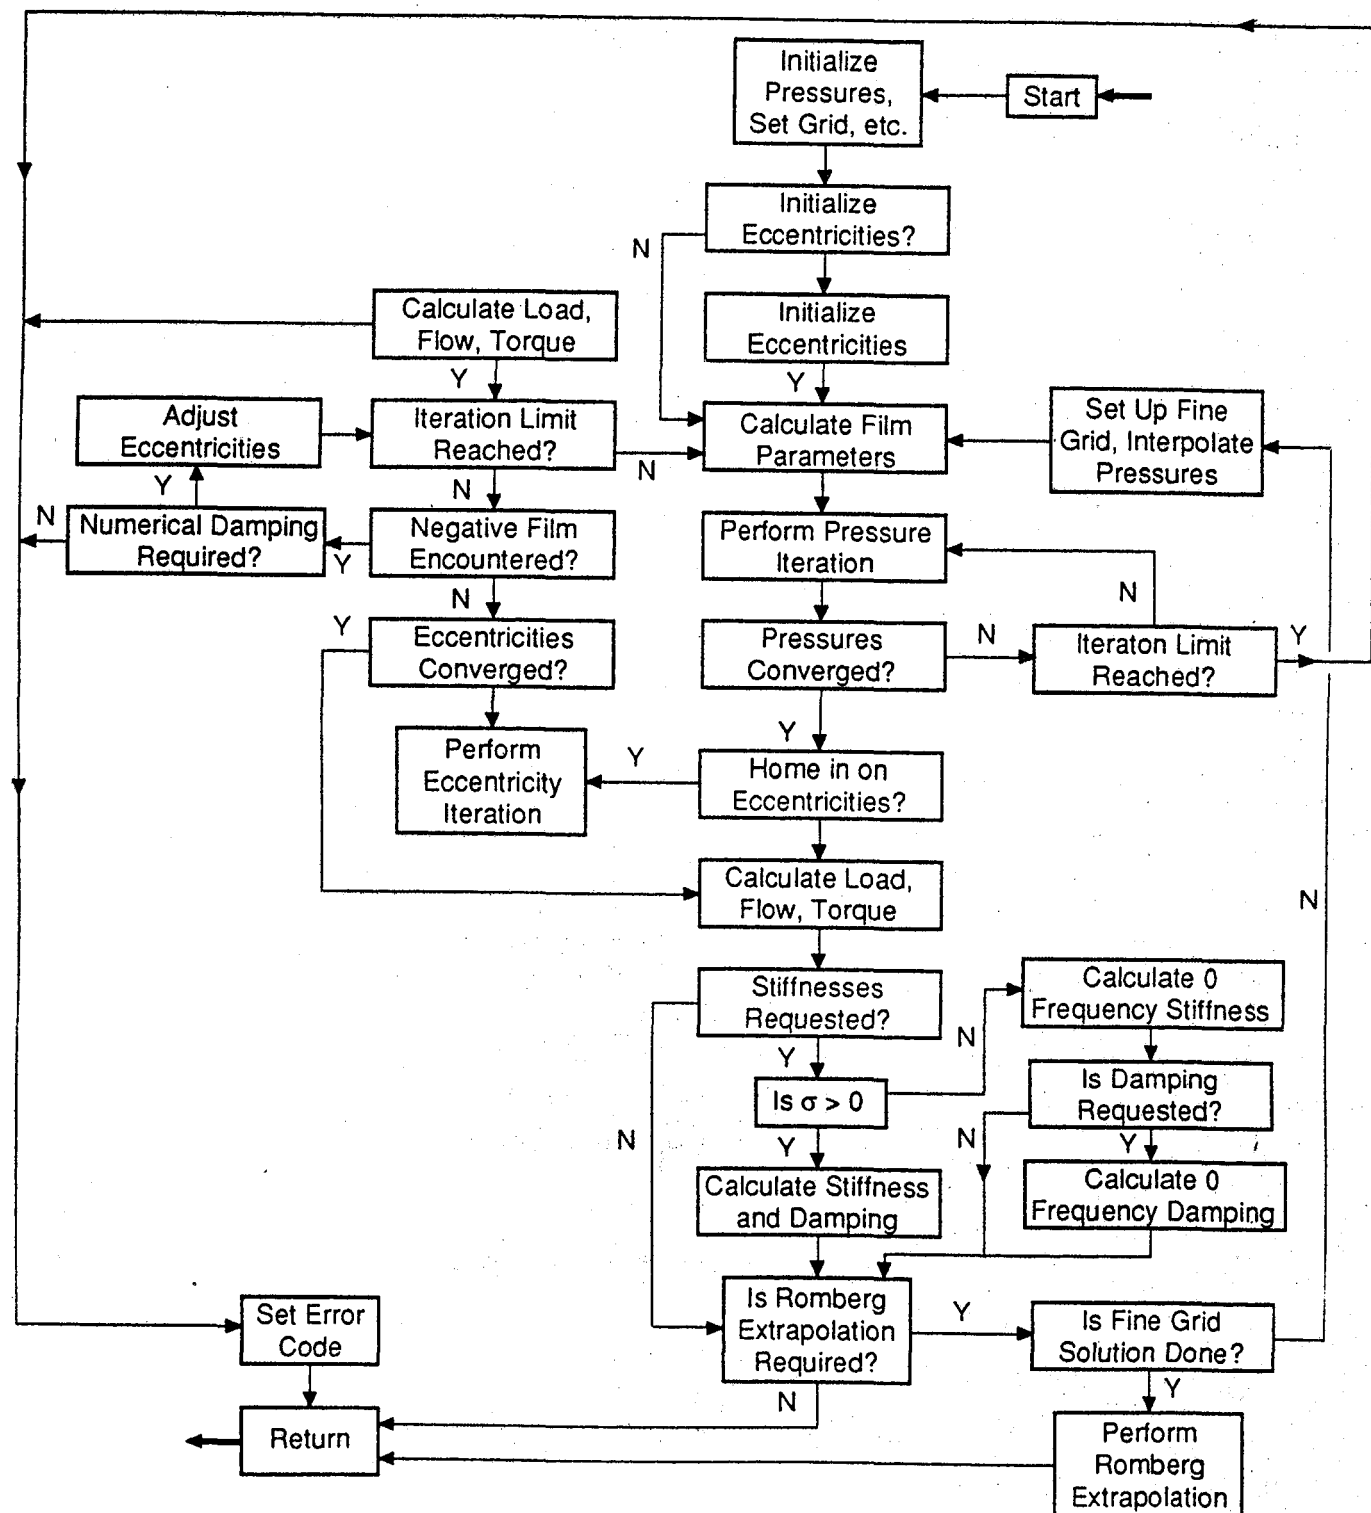 Initialize
Pressures,
Set Grid, etc.
Start
Initialize
Eccentricities?
N
Initialize
Eccentricities
Y
Calculate Load,
Flow, Torque
Y
Adjust
Eccentricities
Iteration Limit
Reached?
N
Calculate Film
Parameters
Set Up Fine
Grid, Interpolate
Pressures
Y
N
N
Numerical Damping
Required?
Y
Negative Film
Encountered?
Perform Pressure
Iteration
N
N
Y
Eccentricities
Converged?
Pressures
Converged?
N
Iteraton Limit
Reached?
Y
Y
Perform
Eccentricity
Iteration
Y
Home in on
Eccentricities?
Calculate Load,
Flow, Torque
N
Stiffnesses
Requested?
Calculate 0
Frequency Stiffness
N
Y
Is σ > 0
Is Damping
Requested?
N
Y
N
Y
Calculate Stiffness
and Damping
Calculate 0
Frequency Damping
Set Error
Code
Is Romberg
Extrapolation
Required?
Y
Is Fine Grid
Solution Done?
N
Y
Return
Perform
Romberg
Extrapolation